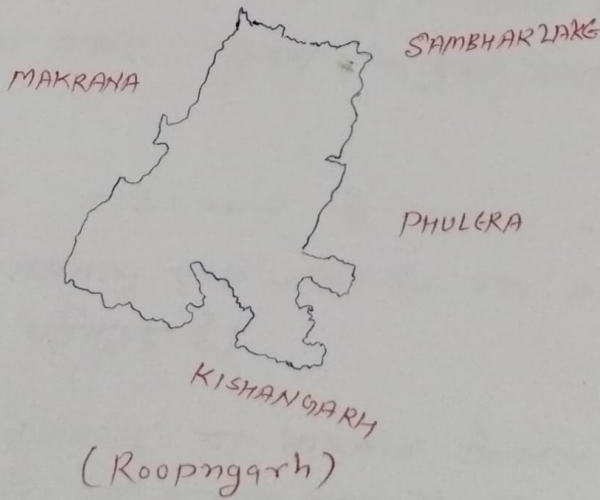 SAMBHAR LAKE
MAKRANA
PHULERA
KISHANGARH
(Roopngarh)